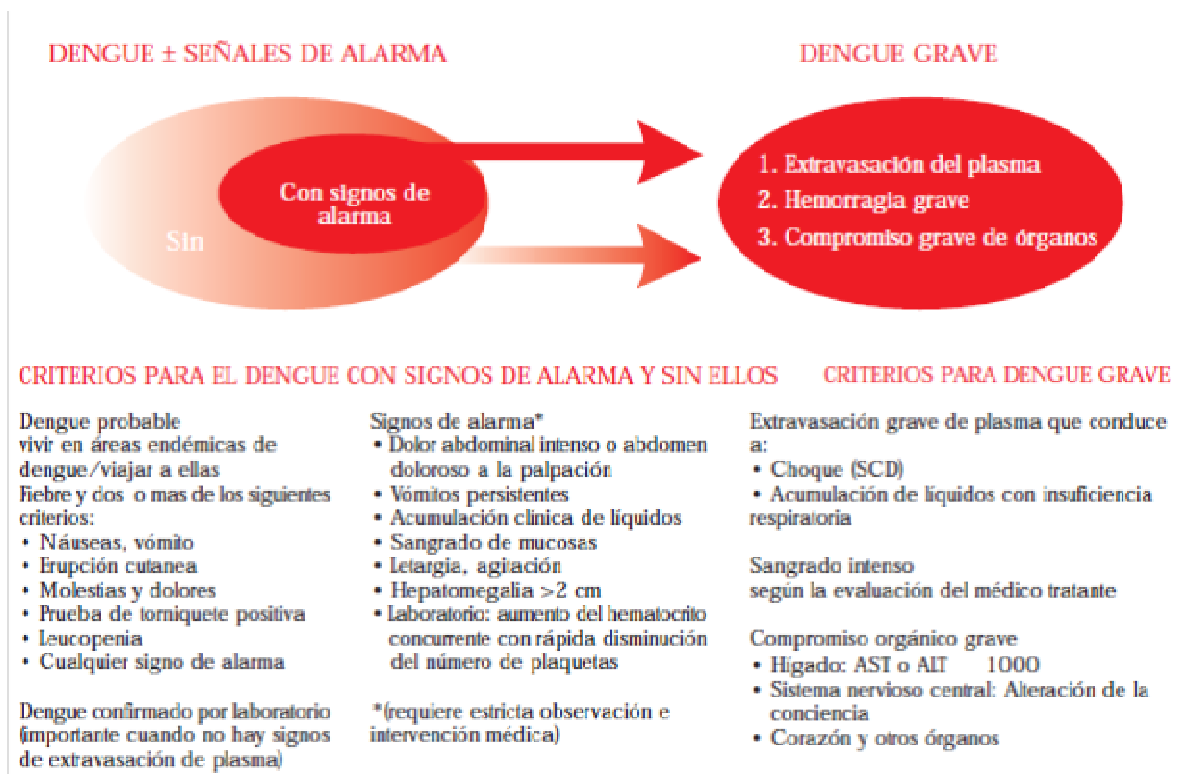 DENGUE ± SEÑALES DE ALARMA
DENGUE GRAVE
Con signos de
alarma
Sin
1. Extravasación del plasma
2. Hemorragia grave
3. Compromiso grave de órganos
CRITERIOS PARA EL DENGUE CON SIGNOS DE ALARMA Y SIN ELLOS
Dengue probable
vivir en áreas endémicas de
dengue/viajar a ellas
Fiebre y dos o mas de los siguientes
criterios:
• Náuseas, vómito
• Erupción cutanea
• Molestias y dolores
• Prueba de torniquete positiva
• Leucopenia
• Cualquier signo de alarma
Dengue confirmado por laboratorio
(importante cuando no hay signos
de extravasación de plasma)
Signos de alarma*
• Dolor abdominal intenso o abdomen
doloroso a la palpación
• Vómitos persistentes
• Acumulación clínica de líquidos
• Sangrado de mucosas
• Letargia, agitación
• Hepatomegalia >2 cm
• Laboratorio: aumento del hematocrito
concurrente con rápida disminución
del número de plaquetas
*(requiere estricta observación e
intervención médica)
CRITERIOS PARA DENGUE GRAVE
Extravasación grave de plasma que conduce
a:
• Choque (SCD)
• Acumulación de líquidos con insuficiencia
respiratoria
Sangrado intenso
según la evaluación del médico tratante
Compromiso orgánico grave
• Hígado: AST o ALT 1000
• Sistema nervioso central: Alteración de la
conciencia
• Corazón y otros órganos